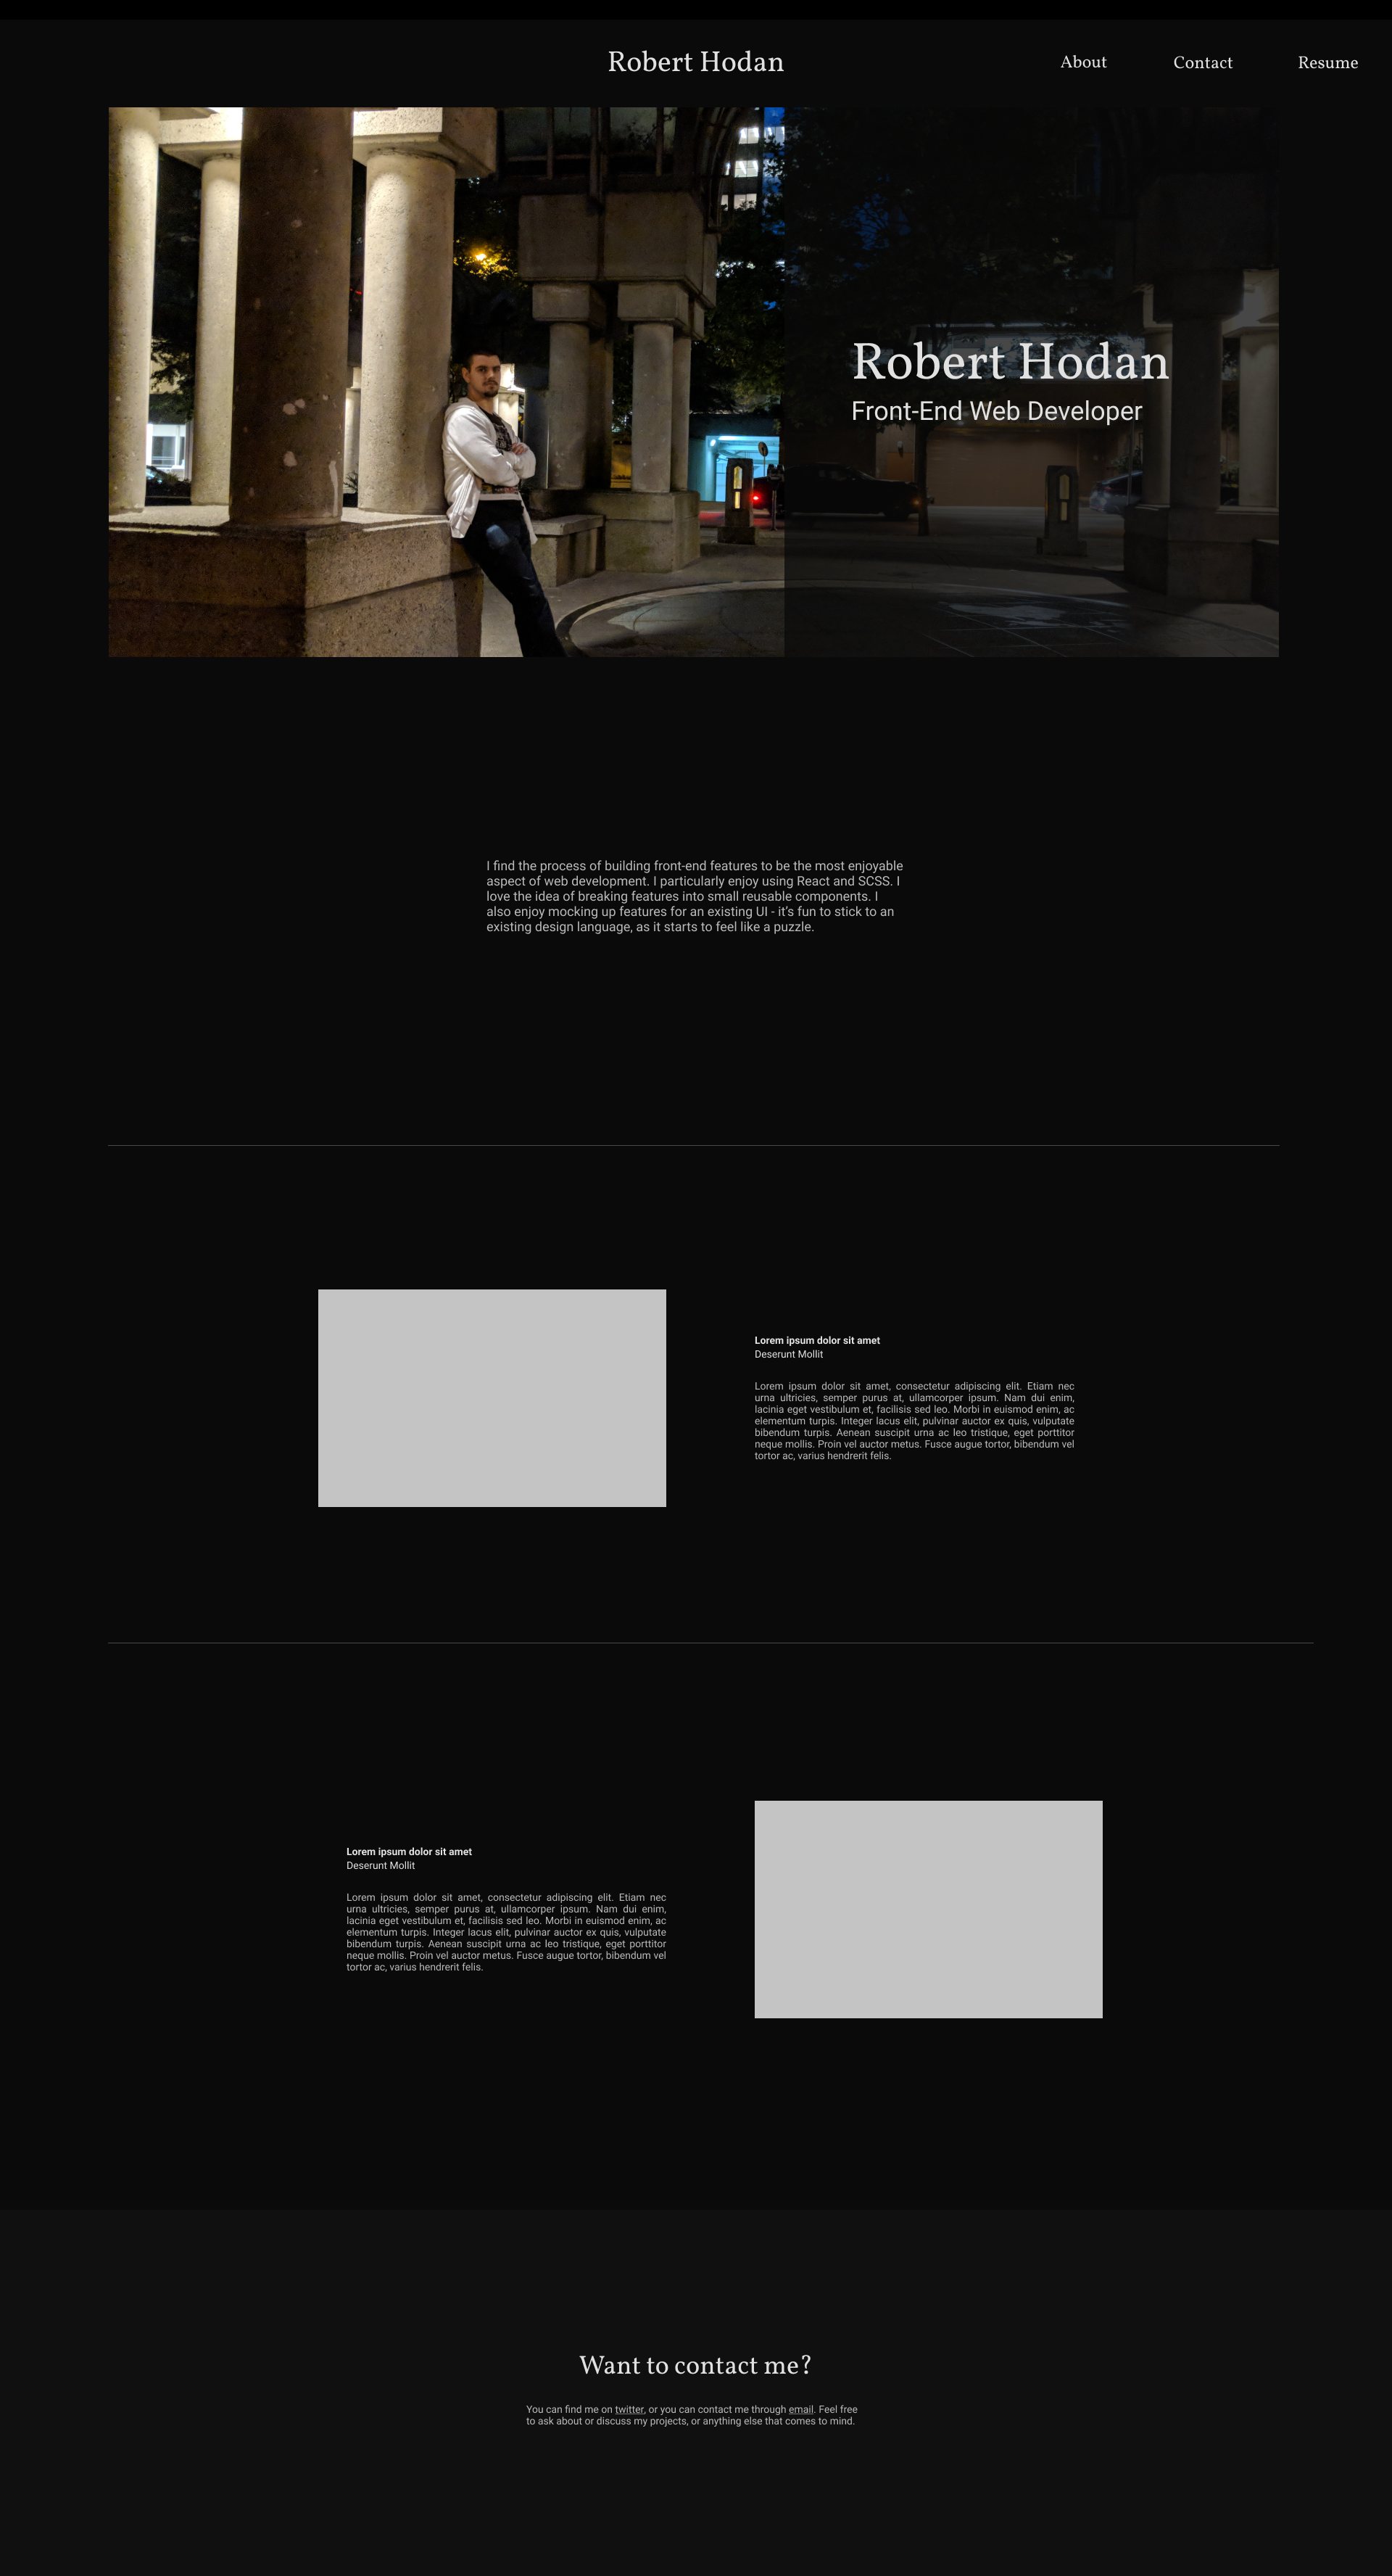 Robert Hodan
About
Contact
Resume
Robert Hodan
Front-End Web Developer
I find the process of building front-end features to be the most enjoyable
aspect of web development. I particularly enjoy using React and SCSS. I
love the idea of breaking features into small reusable components. I
also enjoy mocking up features for an existing UI - it's fun to stick to an
existing design language, as it starts to feel like a puzzle.
Lorem ipsum dolor sit amet
Deserunt Mollit
Lorem ipsum dolor sit amet, consectetur adipiscing elit. Etiam nec
urna ultricies, semper purus at, ullamcorper ipsum. Nam dui enim,
lacinia eget vestibulum et, facilisis sed leo. Morbi in euismod enim, ac
elementum turpis. Integer lacus elit, pulvinar auctor ex quis, vulputate
bibendum turpis. Aenean suscipit urna ac leo tristique, eget porttitor
neque mollis. Proin vel auctor metus. Fusce augue tortor, bibendum vel
tortor ac, varius hendrerit felis.
Lorem ipsum dolor sit amet
Deserunt Mollit
Lorem ipsum dolor sit amet, consectetur adipiscing elit. Etiam nec
urna ultricies, semper purus at, ullamcorper ipsum. Nam dui enim,
lacinia eget vestibulum et, facilisis sed leo. Morbi in euismod enim, ac
elementum turpis. Integer lacus elit, pulvinar auctor ex quis, vulputate
bibendum turpis. Aenean suscipit urna ac leo tristique, eget porttitor
neque mollis. Proin vel auctor metus. Fusce augue tortor, bibendum vel
tortor ac, varius hendrerit felis.
Want to contact me?
You can find me on twitter, or you can contact me through email. Feel free
to ask about or discuss my projects, or anything else that comes to mind.